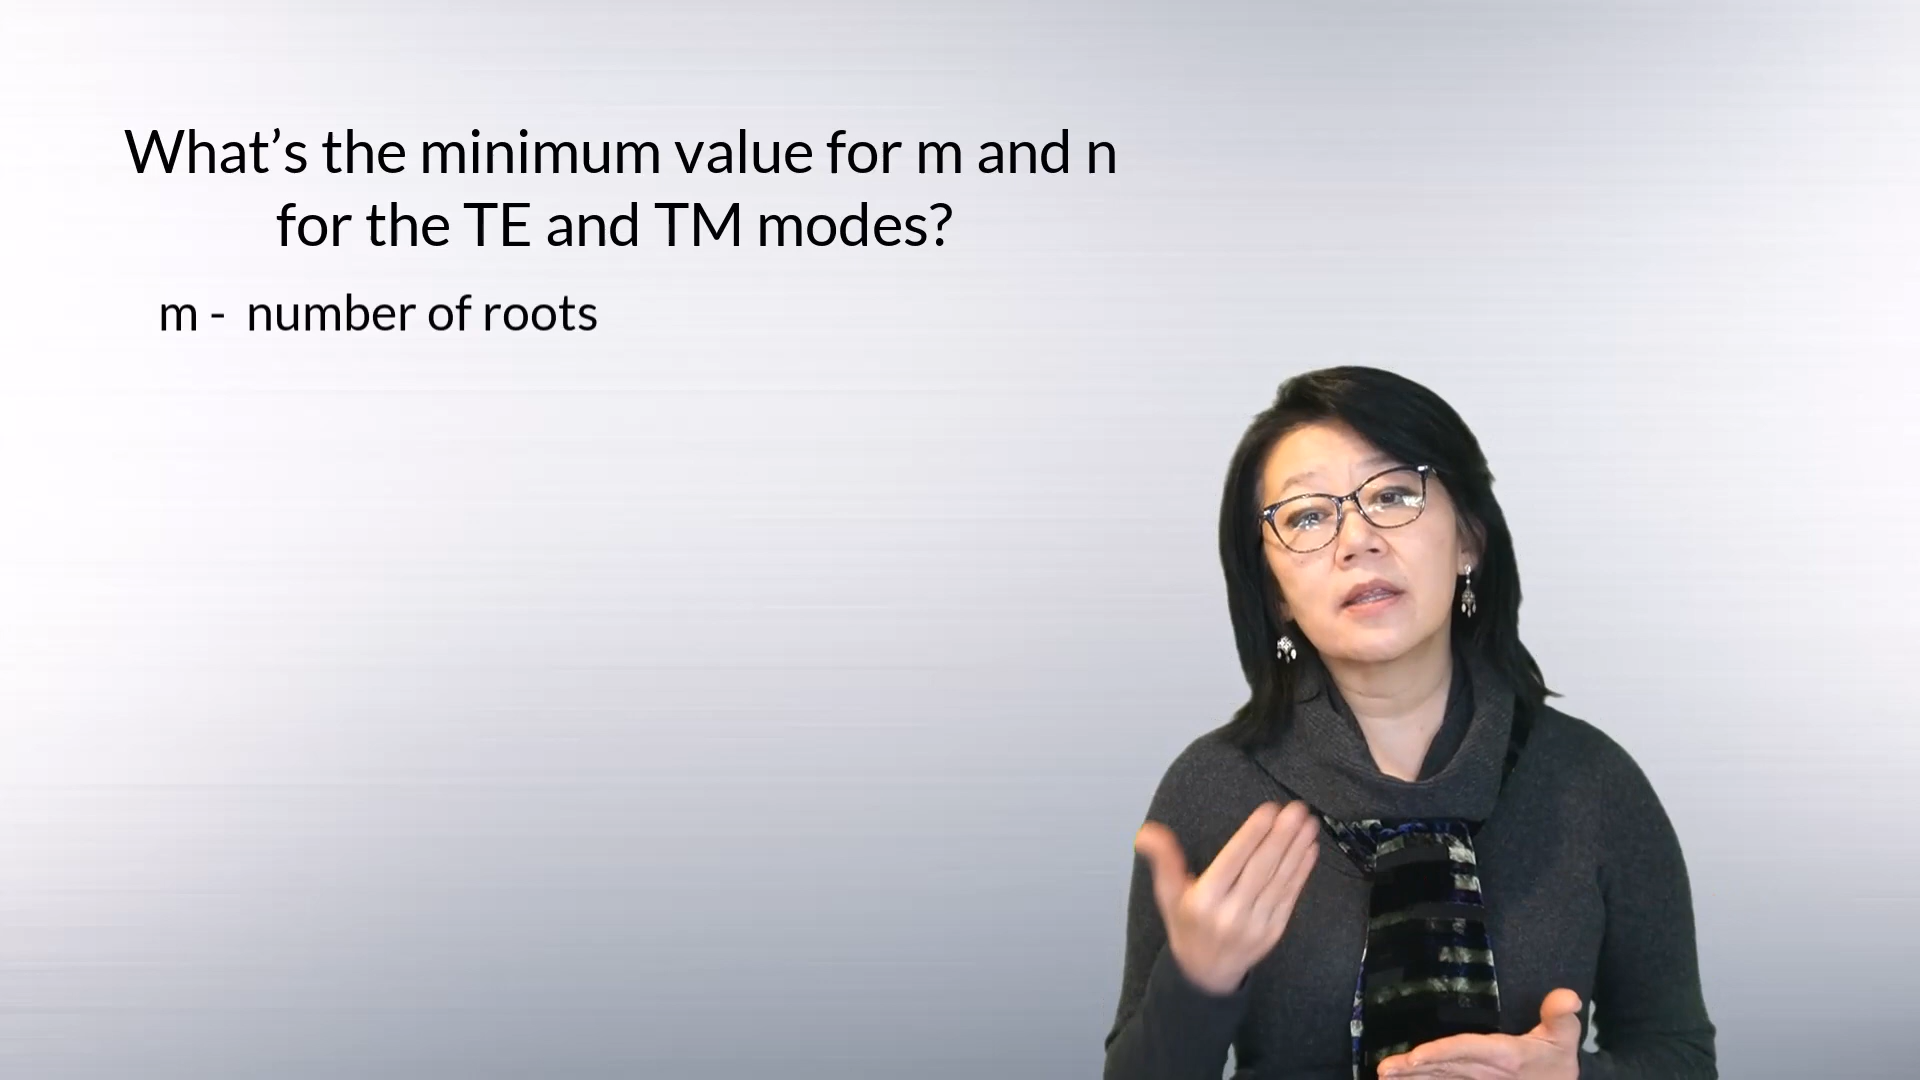 What’s the minimum value for m and n
for the TE and TM modes?
m - number of roots